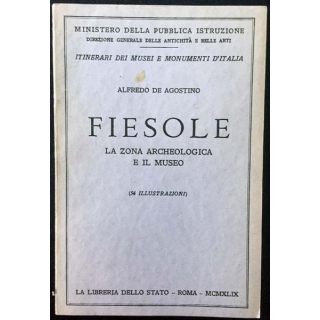 MINISTERO DELLA PUBBLICA ISTRUZIONE
DIREZIONE GENERALE DELLE ANTICHITÀ E BELLE ARTI
ITINERARI DEI MUSEI E MONUMENTI D'ITALIA
ALFREDO DE AGOSTINO
FIESOLE
LA ZONA ARCHEOLOGICA
E IL MUSEO
(54 ILLUSTRAZIONI)
LA LIBRERIA DELLO STATO - ROMA - MCMXLIX